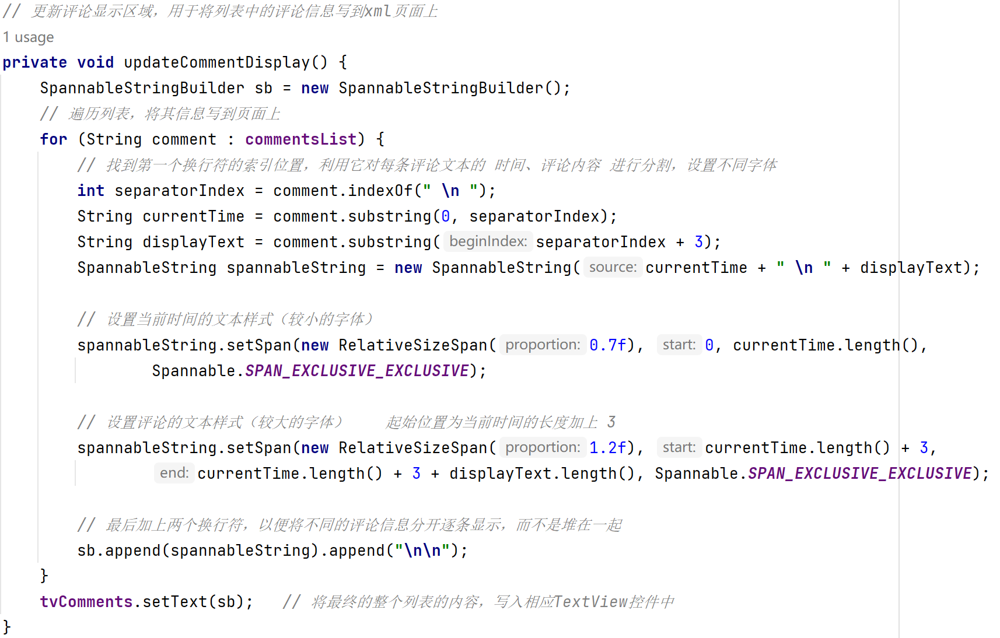 // 更新评论显示区域，用于将列表中的评论信息写到xml页面上
1 usage
private void updateCommentDisplay() {
    SpannableStringBuilder sb = new SpannableStringBuilder();
    // 遍历列表，将其信息写到页面上
    for (String comment : commentsList) {
        // 找到第一个换行符的索引位置，利用它对每条评论文本的 时间、评论内容 进行分割，设置不同字体
        int separatorIndex = comment.indexOf(" \n ");
        String currentTime = comment.substring(0, separatorIndex);
        String displayText = comment.substring( beginIndex: separatorIndex + 3);
        SpannableString spannableString = new SpannableString( source: currentTime + " \n " + displayText);
        // 设置当前时间的文本样式（较小的字体）
        spannableString.setSpan(new RelativeSizeSpan( proportion: 0.7f), start: 0, currentTime.length(),
                Spannable.SPAN_EXCLUSIVE_EXCLUSIVE);
        // 设置评论的文本样式（较大的字体）    起始位置为当前时间的长度加上 3
        spannableString.setSpan(new RelativeSizeSpan( proportion: 1.2f), start: currentTime.length() + 3,
                end: currentTime.length() + 3 + displayText.length(), Spannable.SPAN_EXCLUSIVE_EXCLUSIVE);
        // 最后加上两个换行符，以便将不同的评论信息分开逐条显示，而不是堆在一起
        sb.append(spannableString).append("\n\n");
    }
    tvComments.setText(sb);   // 将最终的整个列表的内容，写入相应TextView控件中
}